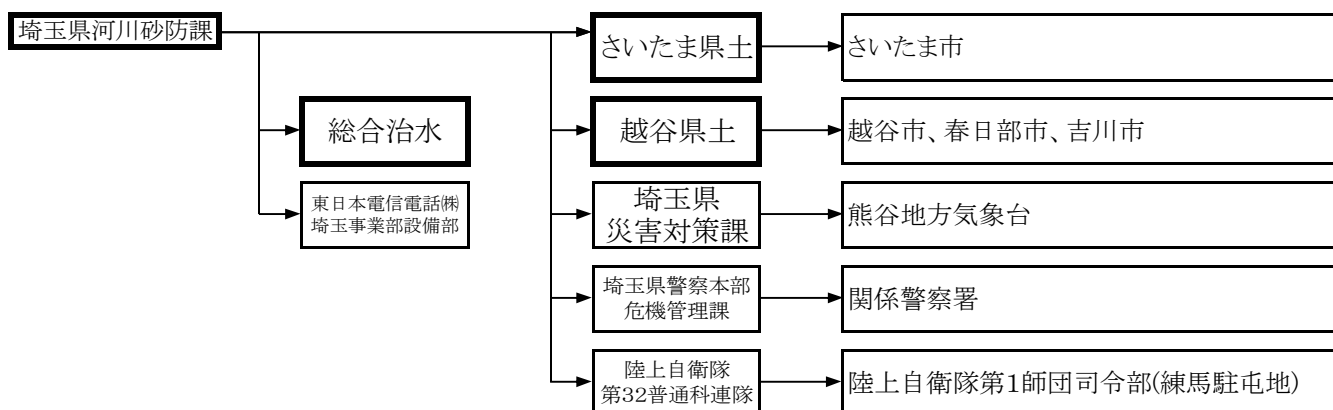 埼玉県河川砂防課
さいたま県土
さいたま市
総合治水
越谷県土
越谷市、春日部市、吉川市
東日本電信電話㈱
埼玉事業部設備部
埼玉県
災害対策課
熊谷地方気象台
埼玉県警察本部
危機管理課
関係警察署
陸上自衛隊
第32普通科連隊
陸上自衛隊第1師団司令部(練馬駐屯地)